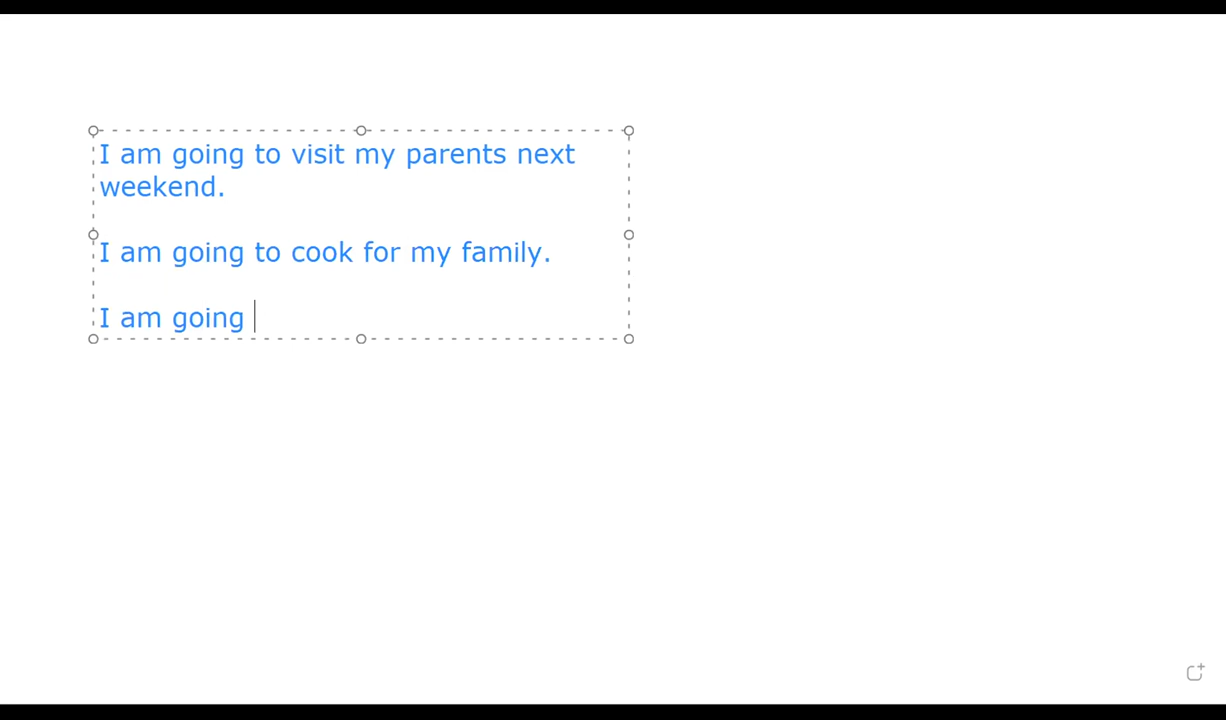 I am going to visit my parents next
weekend.
I am going to cook for my family.
I am going